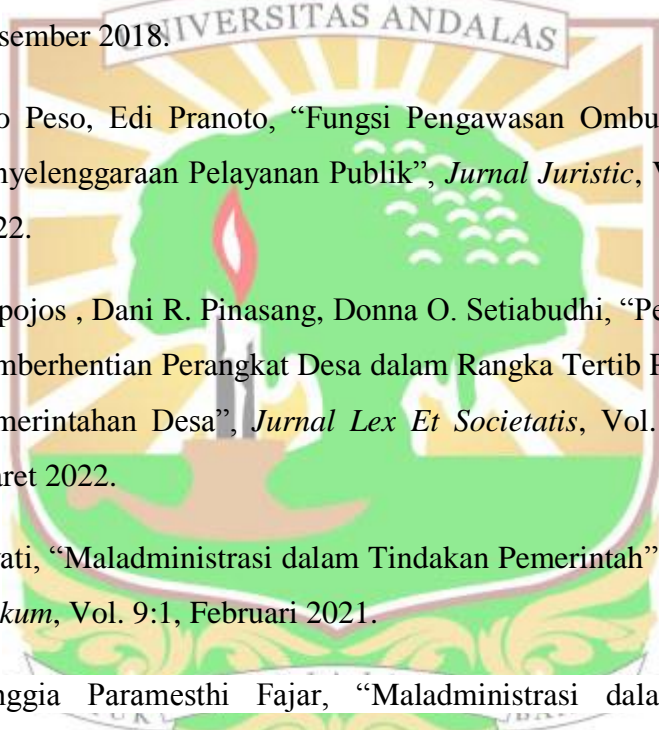 UNIVERSITAS ANDALAS
sember 2018.
o Peso, Edi Pranoto, “Fungsi Pengawasan Ombu
nyelenggaraan Pelayanan Publik”, Jurnal Juristic, V
22.
pojos , Dani R. Pinasang, Donna O. Setiabudhi, “Pe
mberhentian Perangkat Desa dalam Rangka Tertib P
merintahan Desa”, Jurnal Lex Et Societatis, Vol.
aret 2022.
vati, “Maladministrasi dalam Tindakan Pemerintah”
kum, Vol. 9:1, Februari 2021.
nggia Paramesthi Fajar, “Maladministrasi dala